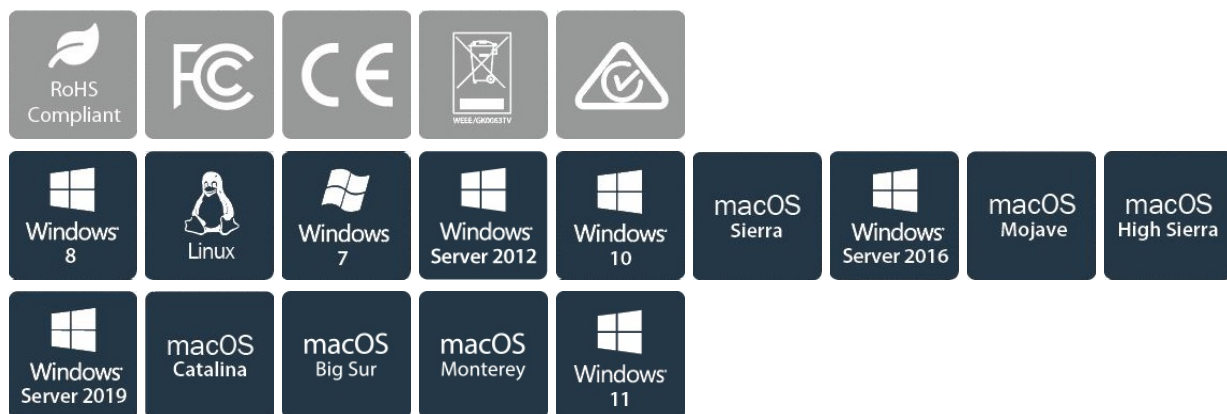 RoHS
Compliant
FC
CE
WEEE/GK0063TV
Windows
8
Linux
Windows
7
Windows
Server 2012
Windows
10
macOS
Sierra
Windows
Server 2016
macOS
Mojave
macOS
High Sierra
Windows
Server 2019
macOS
Catalina
macOS
Big Sur
macOS
Monterey
Windows
11